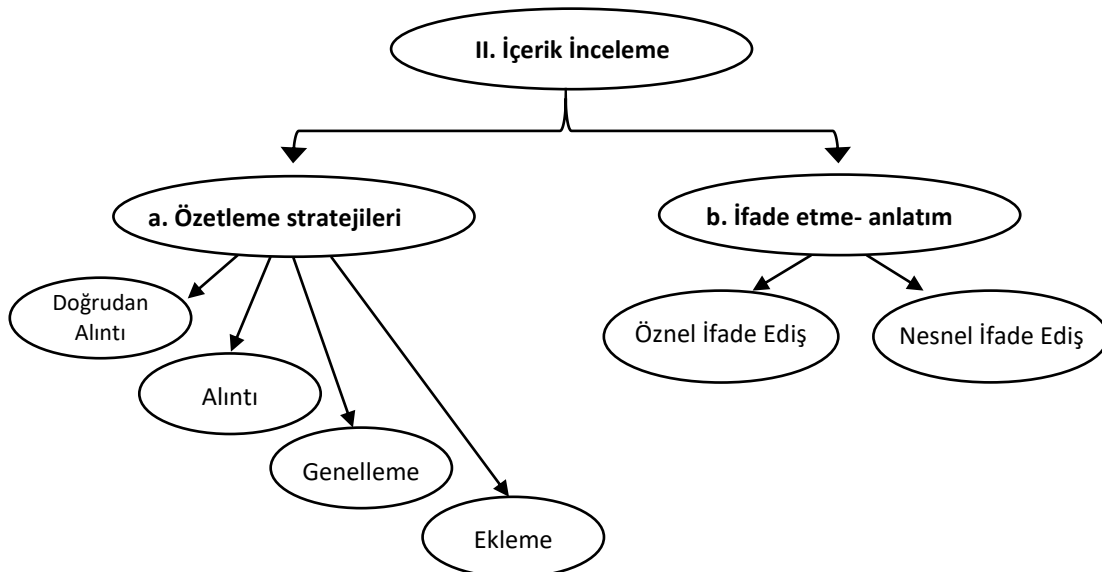 II. İçerik İnceleme
a. Özetleme stratejileri
b. İfade etme- anlatım
Doğrudan
Alıntı
Öznel İfade Ediş
Nesnel İfade Ediş
Alıntı
Genelleme
Ekleme